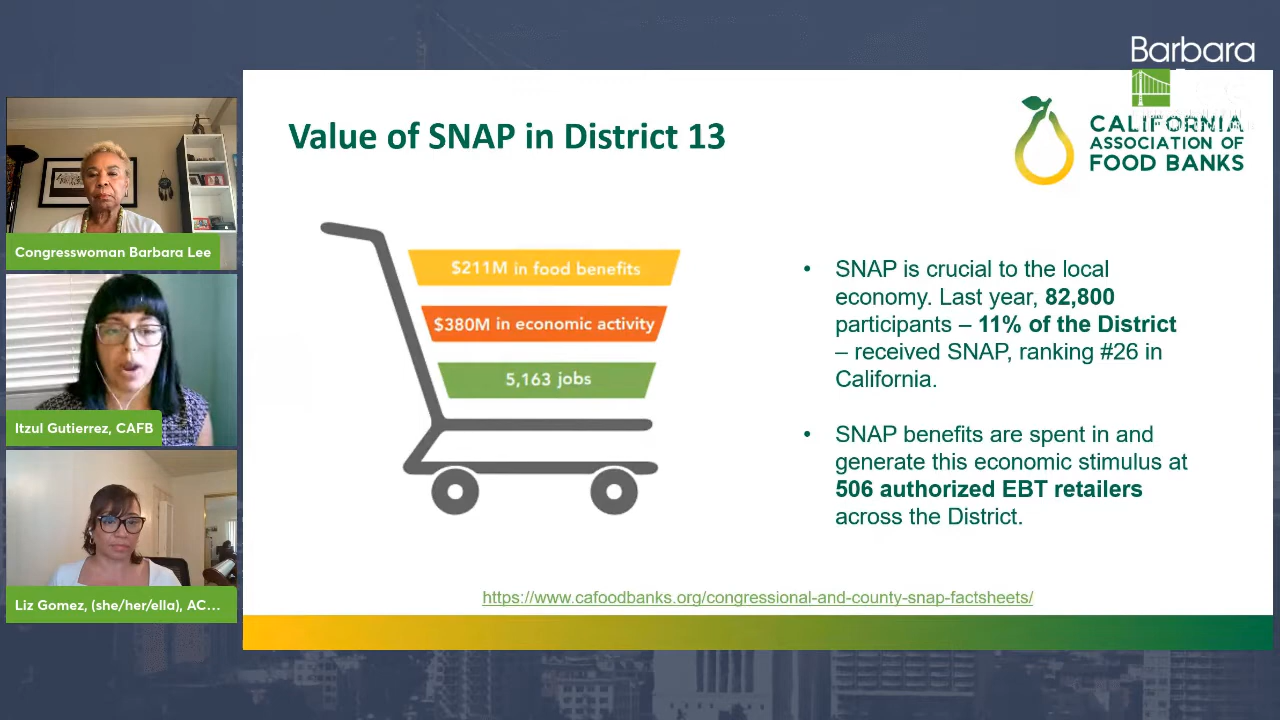 Barbara
Value of SNAP in District 13
CALIFORNIA
ASSOCIATION OF
FOOD BANKS
Congresswoman Barbara Lee
Itzul Gutierrez, CAFB
Liz Gomez, (she/her/ella), AC...
$211M in food benefits
$380M in economic activity
5,163 jobs
• SNAP is crucial to the local
economy. Last year, 82,800
participants – 11% of the District
– received SNAP, ranking #26 in
California.
• SNAP benefits are spent in and
generate this economic stimulus at
506 authorized EBT retailers
across the District.
https://www.cafoodbanks.org/congressional-and-county-snap-factsheets/